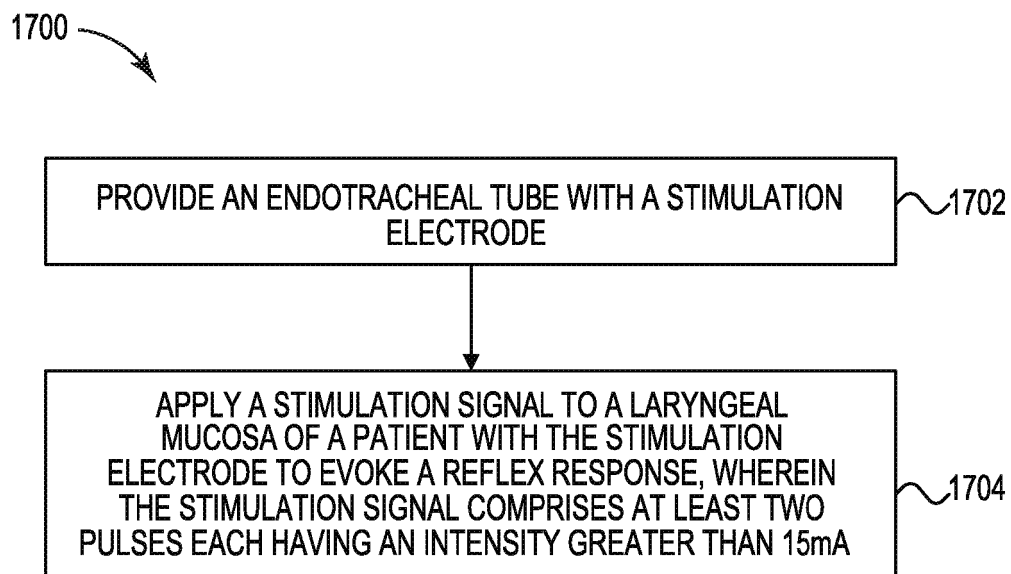 1700
PROVIDE AN ENDOTRACHEAL TUBE WITH A STIMULATION
ELECTRODE
1702
APPLY A STIMULATION SIGNAL TO A LARYNGEAL
MUCOSA OF A PATIENT WITH THE STIMULATION
ELECTRODE TO EVOKE A REFLEX RESPONSE, WHEREIN
THE STIMULATION SIGNAL COMPRISES AT LEAST TWO
PULSES EACH HAVING AN INTENSITY GREATER THAN 15mA
1704